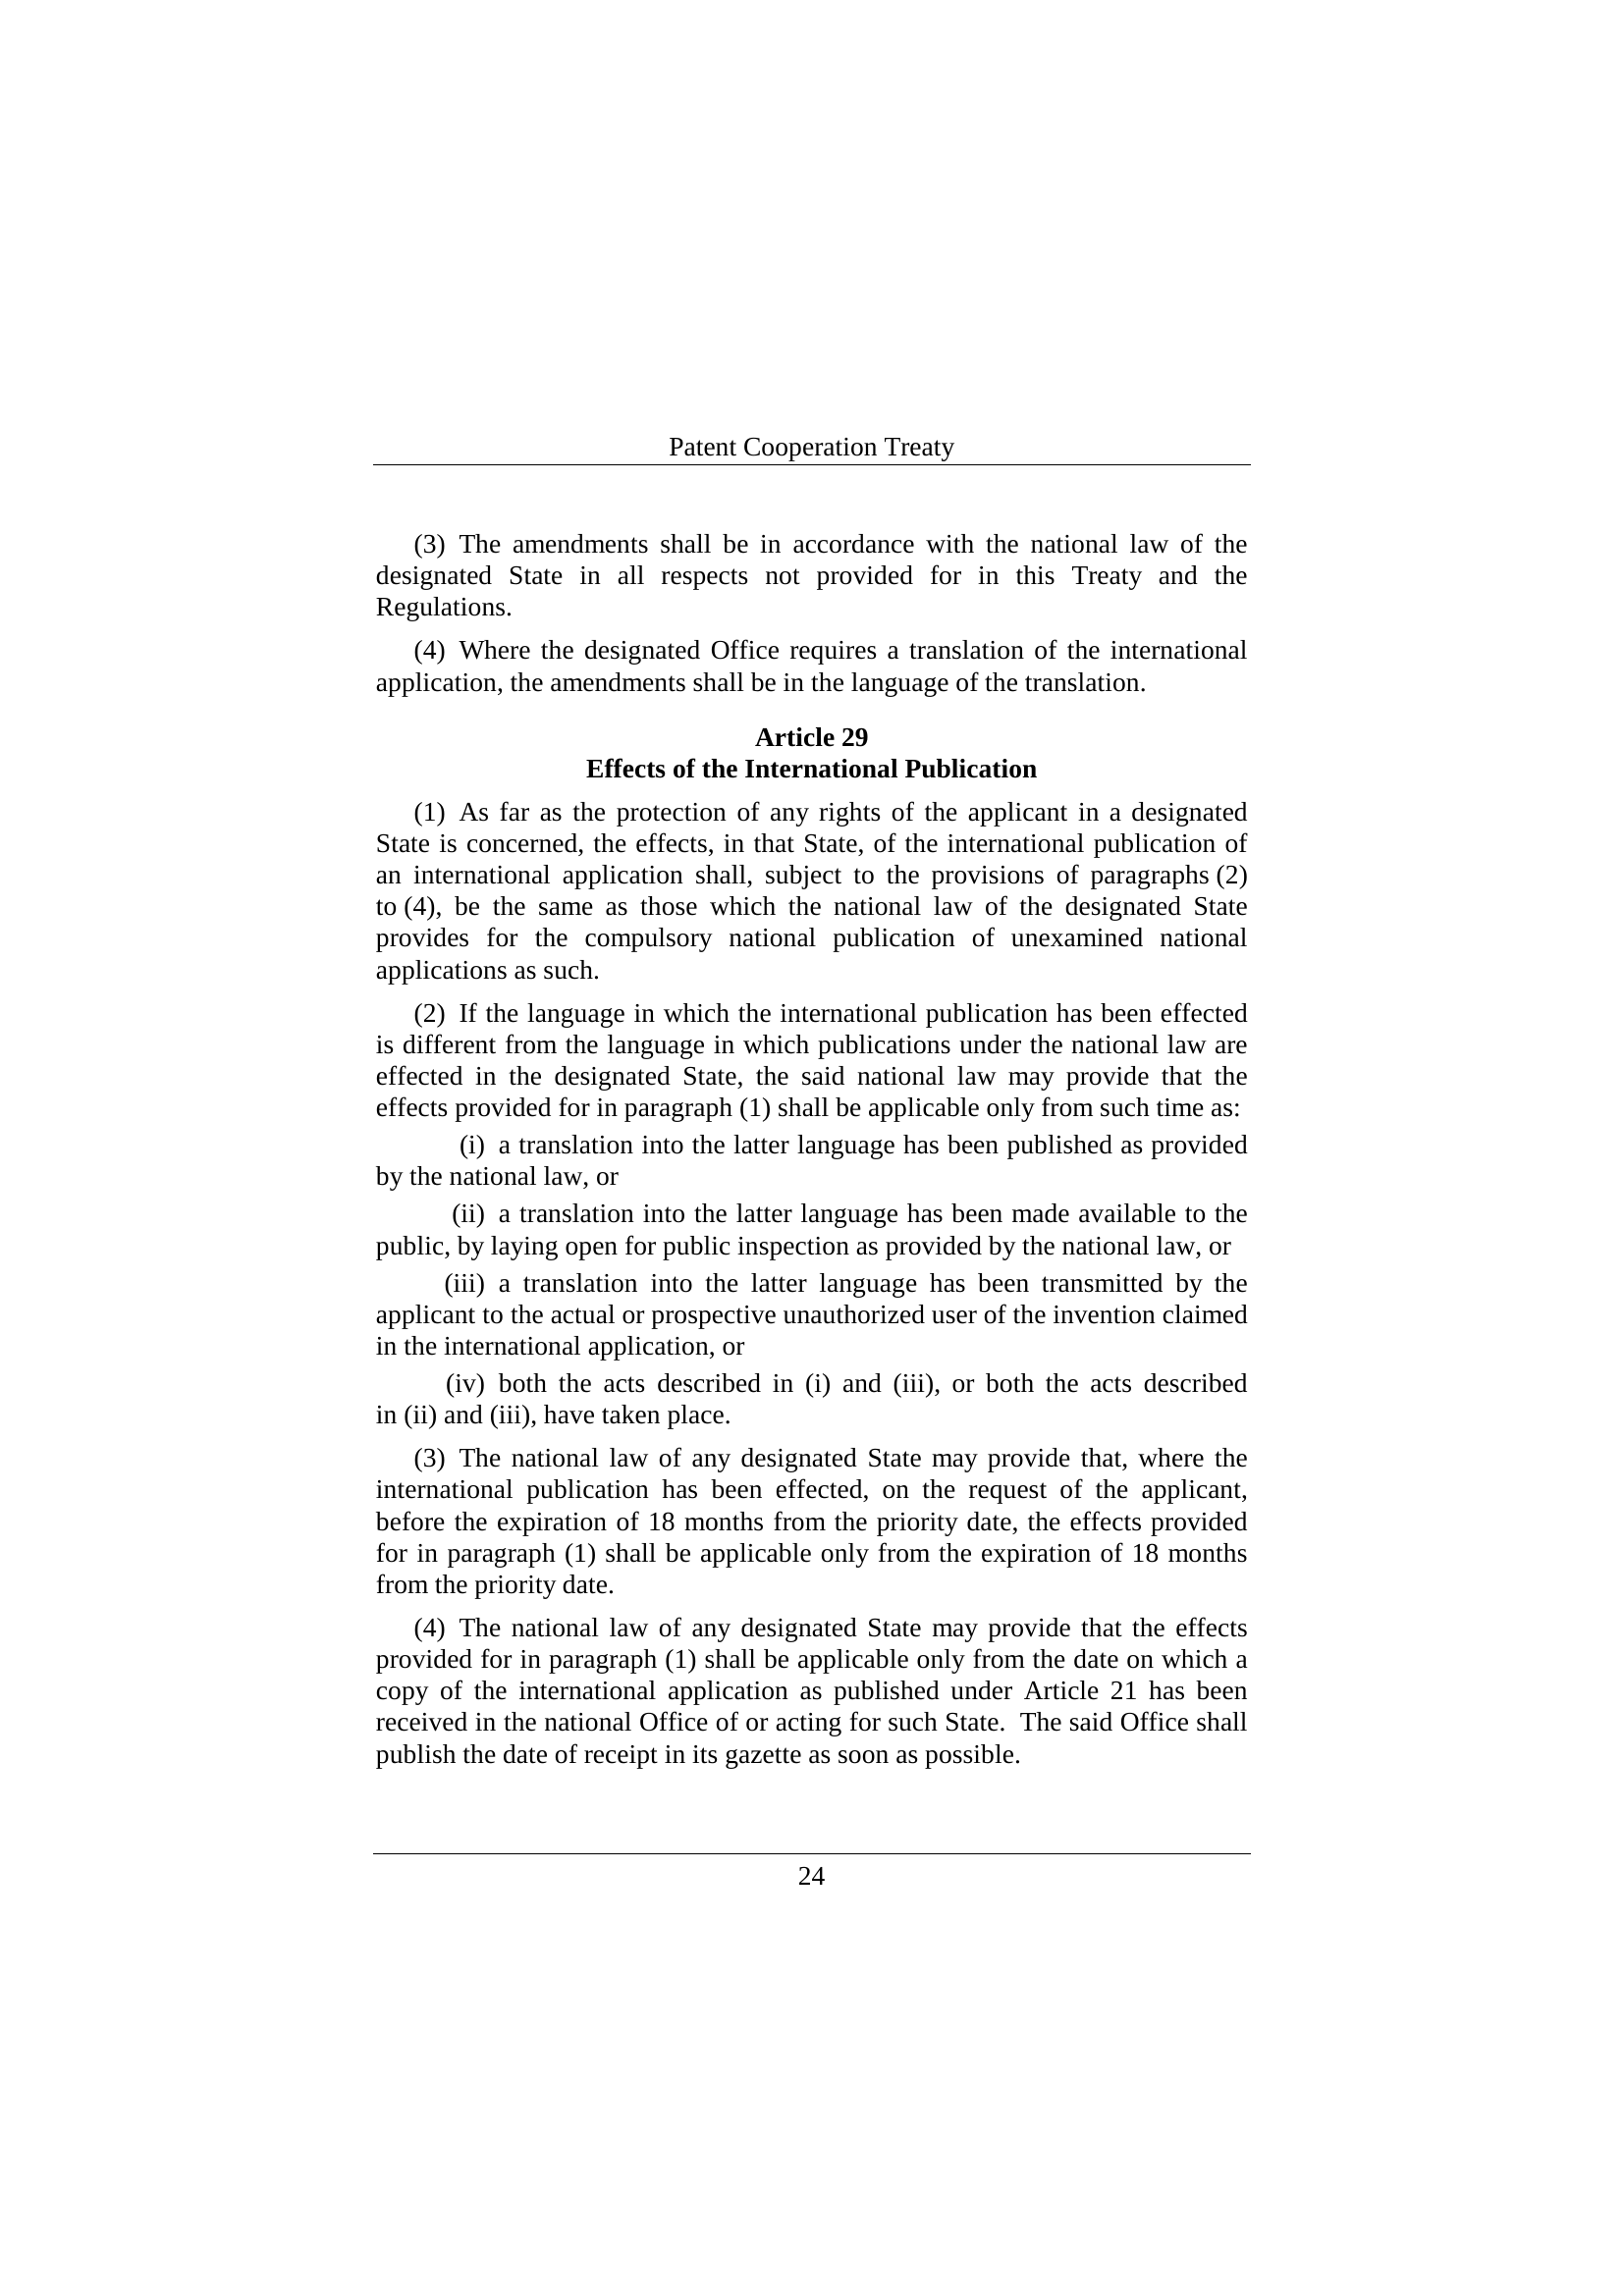 Patent Cooperation Treaty
(3) The amendments shall be in accordance with the national law of the
designated State in all respects not provided for in this Treaty and the
Regulations.
(4) Where the designated Office requires a translation of the international
application, the amendments shall be in the language of the translation.
Article 29
Effects of the International Publication
(1) As far as the protection of any rights of the applicant in a designated
State is concerned, the effects, in that State, of the international publication of
an international application shall, subject to the provisions of paragraphs (2)
to (4), be the same as those which the national law of the designated State
provides for the compulsory national publication of unexamined national
applications as such.
(2) If the language in which the international publication has been effected
is different from the language in which publications under the national law are
effected in the designated State, the said national law may provide that the
effects provided for in paragraph (1) shall be applicable only from such time as:
(i) a translation into the latter language has been published as provided
by the national law, or
(ii) a translation into the latter language has been made available to the
public, by laying open for public inspection as provided by the national law, or
(iii) a translation into the latter language has been transmitted by the
applicant to the actual or prospective unauthorized user of the invention claimed
in the international application, or
(iv) both the acts described in (i) and (iii), or both the acts described
in (ii) and (iii), have taken place.
(3) The national law of any designated State may provide that, where the
international publication has been effected, on the request of the applicant,
before the expiration of 18 months from the priority date, the effects provided
for in paragraph (1) shall be applicable only from the expiration of 18 months
from the priority date.
(4) The national law of any designated State may provide that the effects
provided for in paragraph (1) shall be applicable only from the date on which a
copy of the international application as published under Article 21 has been
received in the national Office of or acting for such State. The said Office shall
publish the date of receipt in its gazette as soon as possible.
24